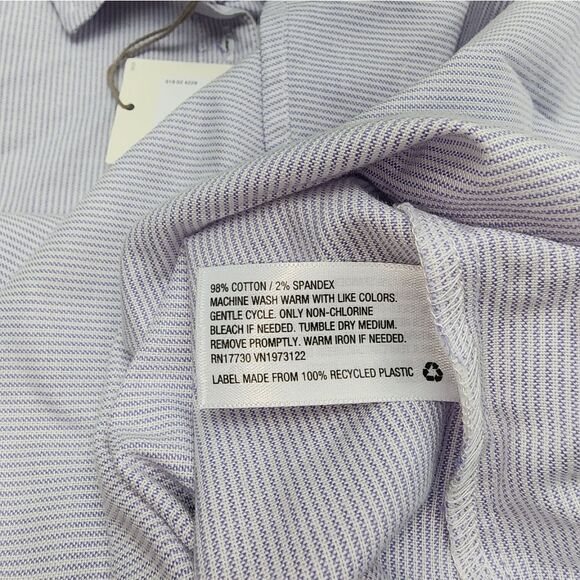 98% COTTON / 2% SPANDEX
MACHINE WASH WARM WITH LIKE COLORS.
GENTLE CYCLE. ONLY NON-CHLORINE
BLEACH IF NEEDED. TUMBLE DRY MEDIUM.
REMOVE PROMPTLY. WARM IRON IF NEEDED.
RN17730 VN1973122
LABEL MADE FROM 100% RECYCLED PLASTIC